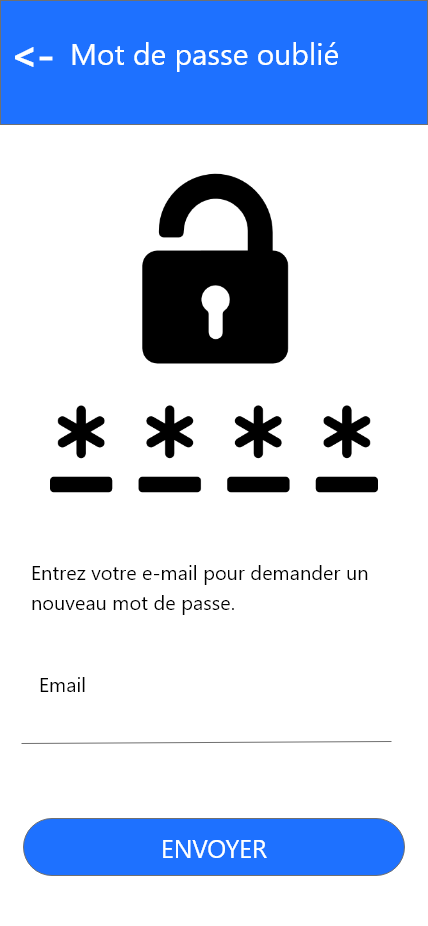 <- Mot de passe oublié
* * * *
Entrez votre e-mail pour demander un
nouveau mot de passe.
Email
ENVOYER